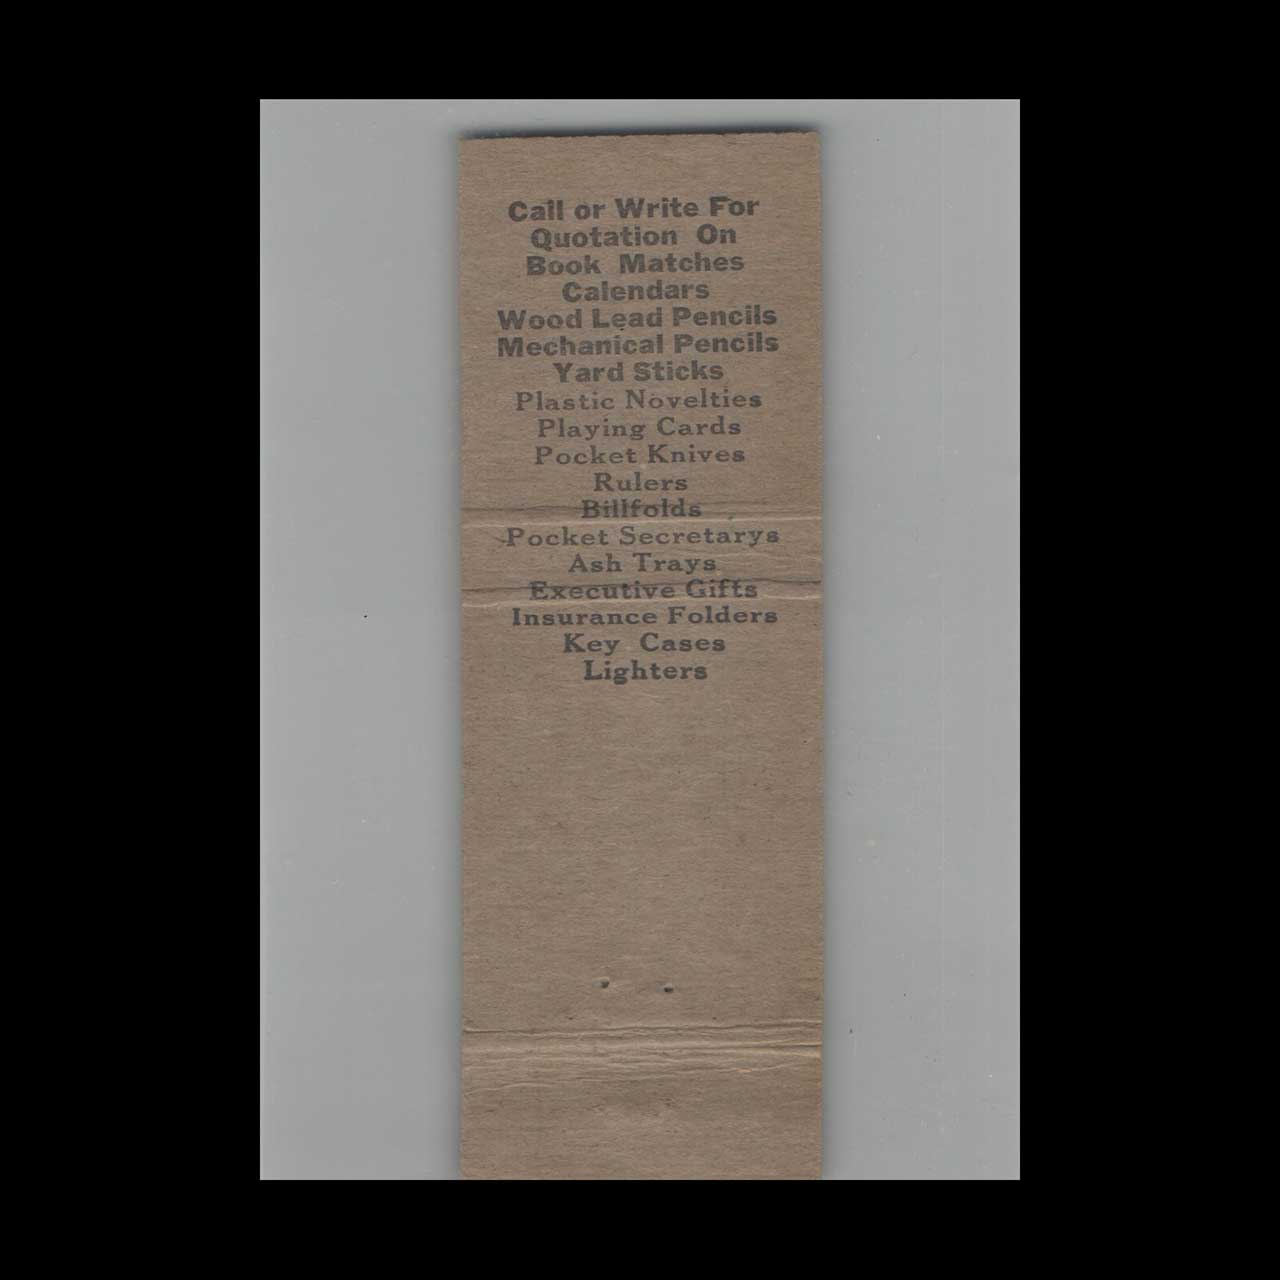 Call or Write For
Quotation On
Book Matches
Calendars
Wood Lead Pencils
Mechanical Pencils
Yard Sticks
Plastic Novelties
Playing Cards
Pocket Knives
Rulers
Billfolds
Pocket Secretarys
Ash Trays
Executive Gifts
Insurance Folders
Key Cases
Lighters